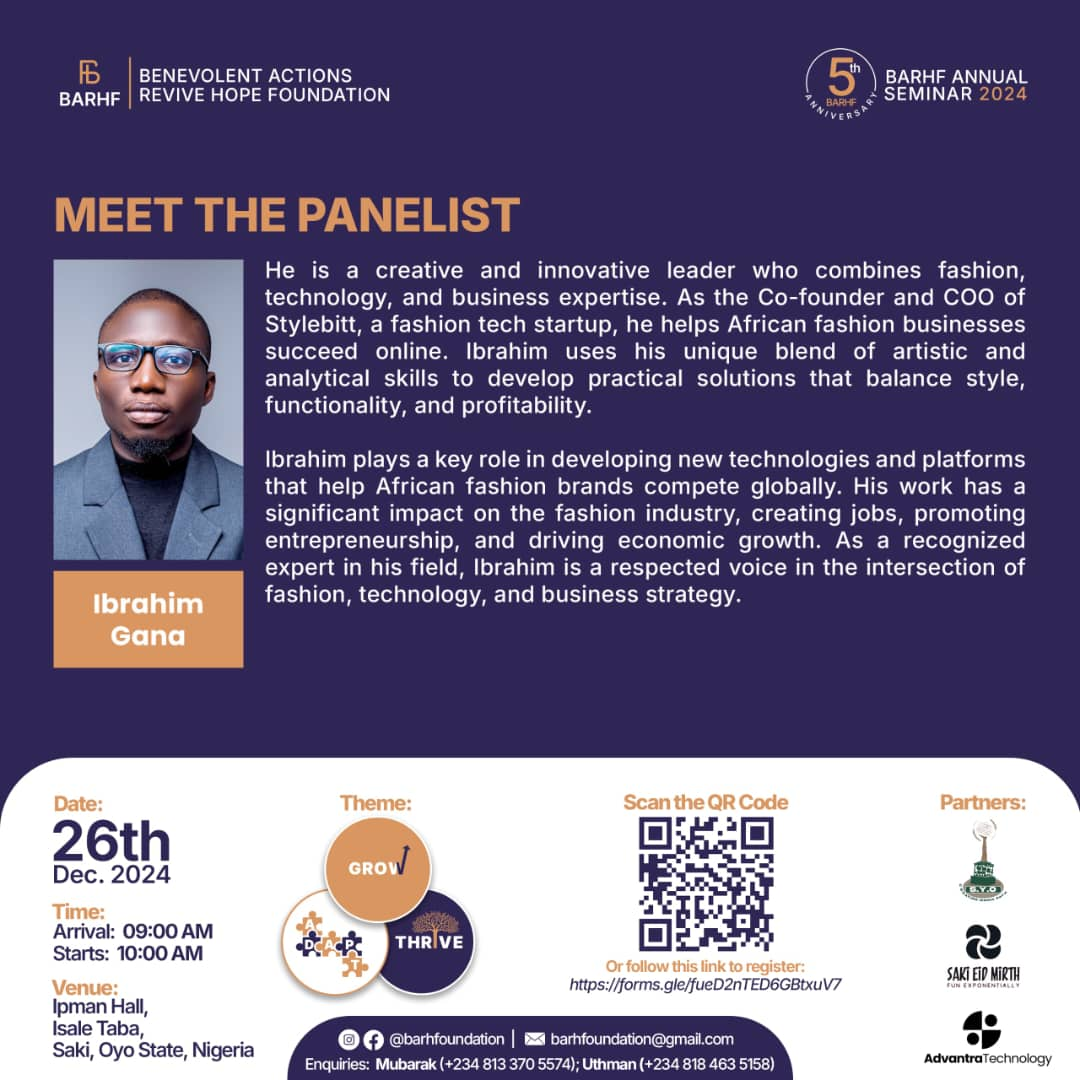 BARHF
BENEVOLENT ACTIONS
REVIVE HOPE FOUNDATION
5th
BARHF
ANNIVERSARY
BARHF ANNUAL
SEMINAR 2024
MEET THE PANELIST
He is a creative and innovative leader who combines fashion,
technology, and business expertise. As the Co-founder and COO of
Stylebitt, a fashion tech startup, he helps African fashion businesses
succeed online. Ibrahim uses his unique blend of artistic and
analytical skills to develop practical solutions that balance style,
functionality, and profitability.
Ibrahim plays a key role in developing new technologies and platforms
that help African fashion brands compete globally. His work has a
significant impact on the fashion industry, creating jobs, promoting
entrepreneurship, and driving economic growth. As a recognized
expert in his field, Ibrahim is a respected voice in the intersection of
fashion, technology, and business strategy.
Ibrahim
Gana
Date:
26th
Dec. 2024
Time:
Arrival: 09:00 AM
Starts: 10:00 AM
Venue:
Ipman Hall,
Isale Taba,
Saki, Oyo State, Nigeria
Theme:
GROW
ADAPT
THRIVE
Scan the QR Code
Or follow this link to register:
https://forms.gle/fueD2nTED6GBtxuV7
Partners:
S.Y.O
SAKI EID MIRTH
FUN EXPONENTIALLY
AdvantraTechnology
@barhfoundation | barhfoundation@gmail.com
Enquiries: Mubarak (+234 813 370 5574); Uthman (+234 818 463 5158)